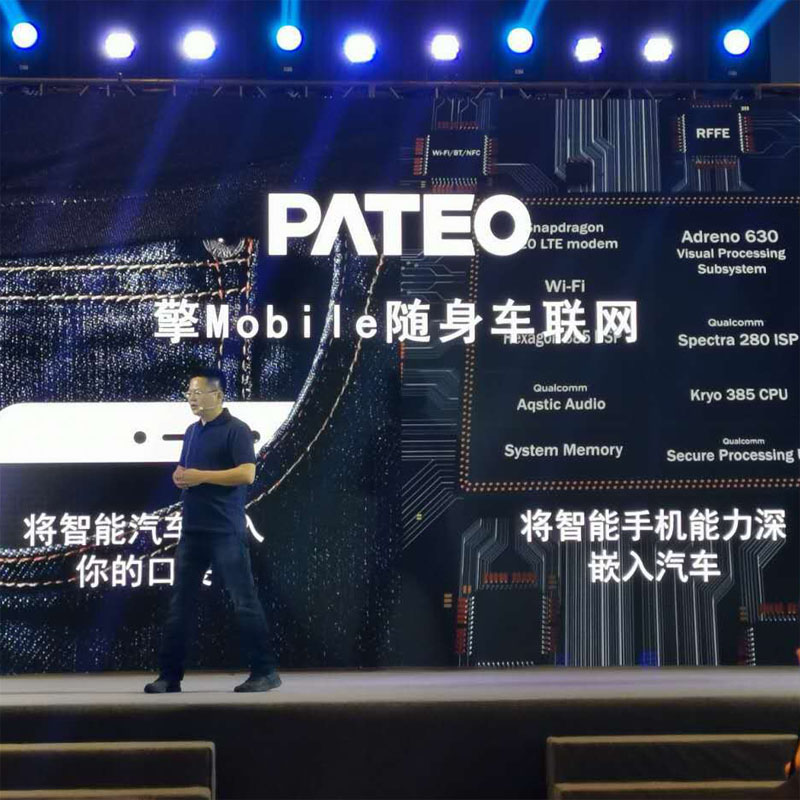 RFFE
Wi-Fi/BT/NFC
PATEO
Snapdragon
LTE modem
Adreno 630
Visual Processing
Subsystem
Wi-Fi
擎Mobile随身车联网
Qualcomm
Spectra 280 ISP
Qualcomm
Aqstic Audio
Kryo 385 CPU
System Memory
Qualcomm
Secure Processing
将智能汽车 入
你的口
将智能手机能力深
嵌入汽车